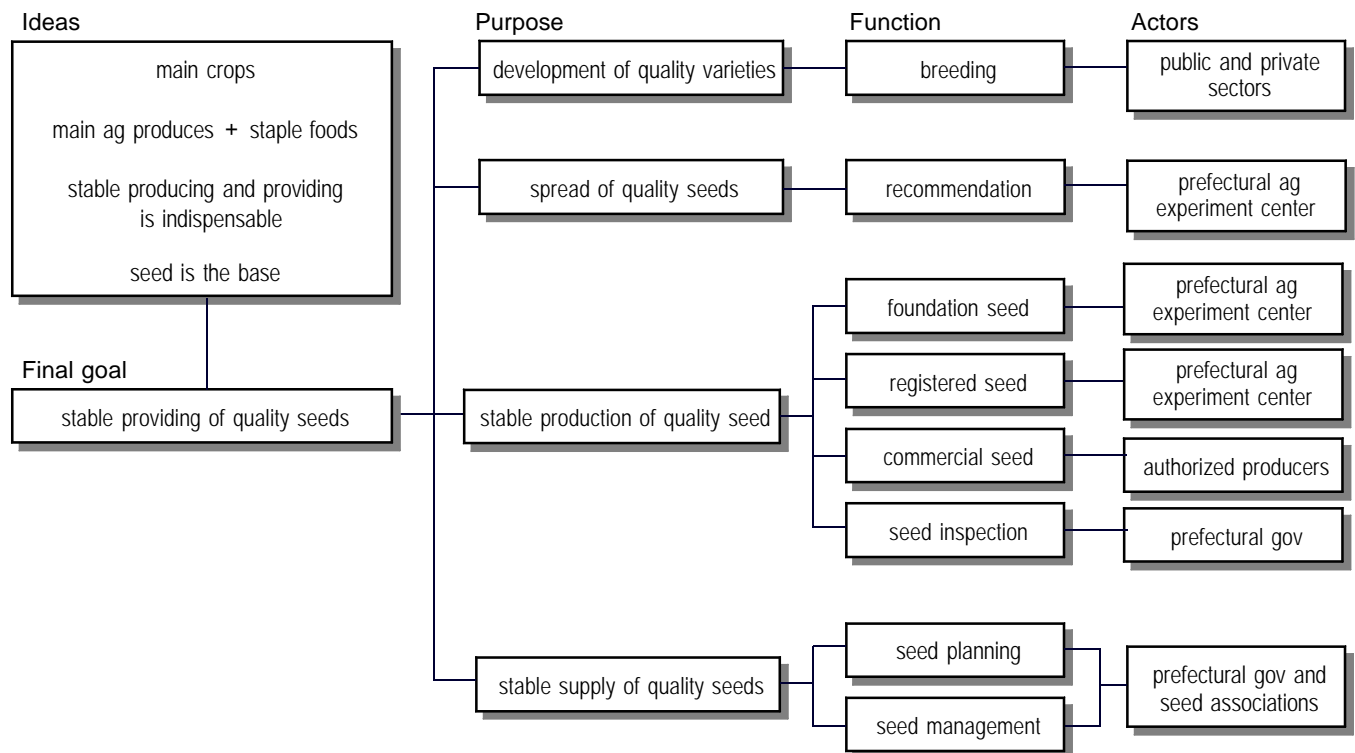 Ideas
Purpose
Function
Actors
main crops
main ag produces + staple foods
stable producing and providing
is indispensable
seed is the base
Final goal
stable providing of quality seeds
development of quality varieties
breeding
public and private
sectors
spread of quality seeds
recommendation
prefectural ag
experiment center
stable production of quality seed
foundation seed
prefectural ag
experiment center
registered seed
prefectural ag
experiment center
commercial seed
authorized producers
seed inspection
prefectural gov
stable supply of quality seeds
seed planning
seed management
prefectural gov and
seed associations